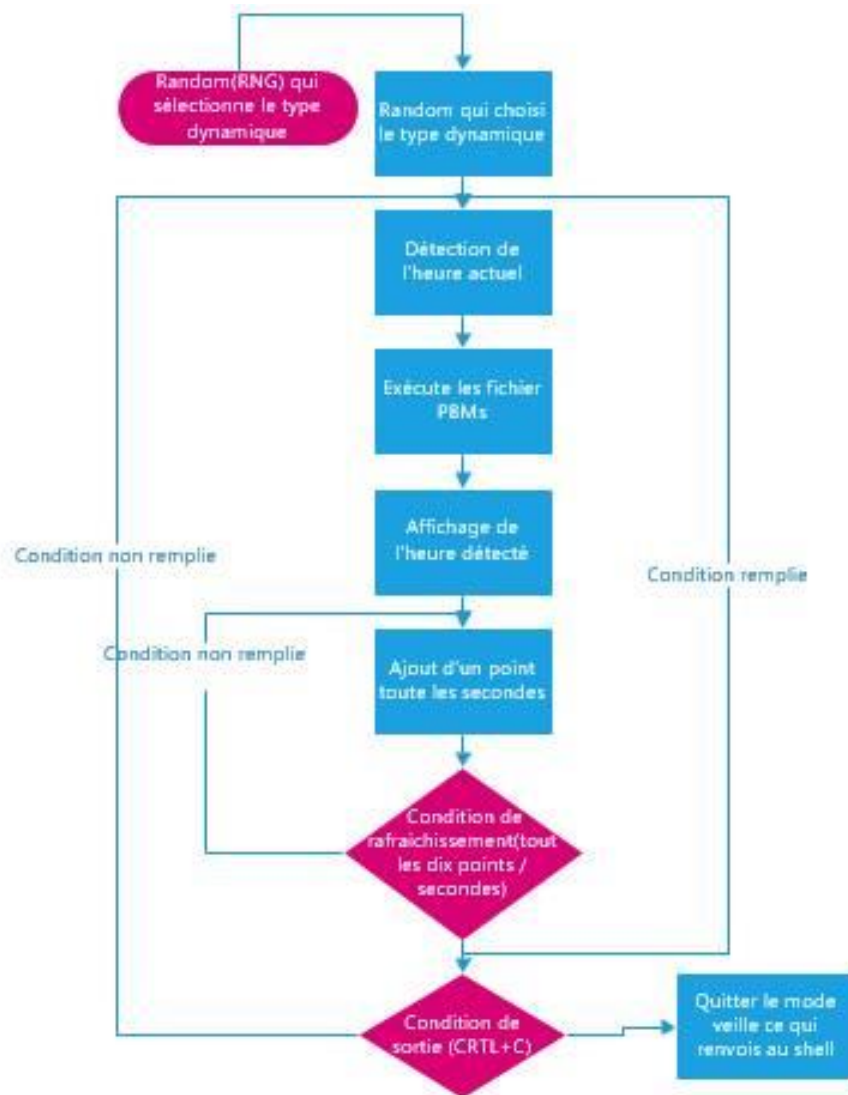 Random(RNG) qui
sélectionne le type
dynamique
Random qui choisi
le type dynamique
Détection de
l'heure actuel
Exécute les fichier
PBMs
Affichage de
l'heure détecté
Condition non remplie
Condition remplie
Condition non remplie
Ajout d'un point
toute les secondes
Condition de
rafraichissement(tout
les dix points /
secondes)
Condition de
sortie (CRTL+C)
Quitter le mode
veille ce qui
renvois au shell